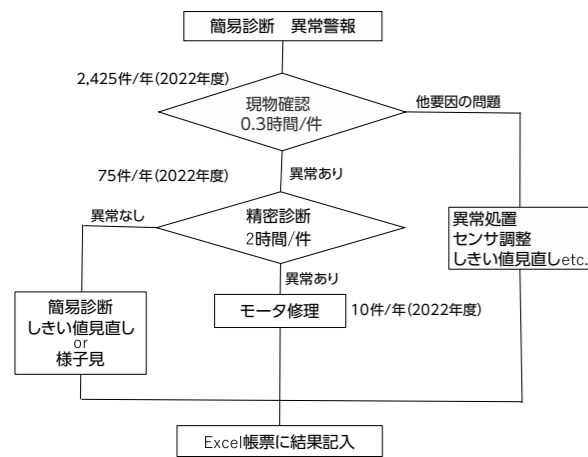 簡易診断　異常警報
2,425件/年(2022年度)
現物確認
0.3時間/件
他要因の問題
75件/年(2022年度)
異常あり
異常なし
精密診断
2時間/件
異常処置
センサ調整
しきい値見直しetc.
異常あり
簡易診断
しきい値見直し
or
様子見
モータ修理
10件/年(2022年度)
Excel帳票に結果記入